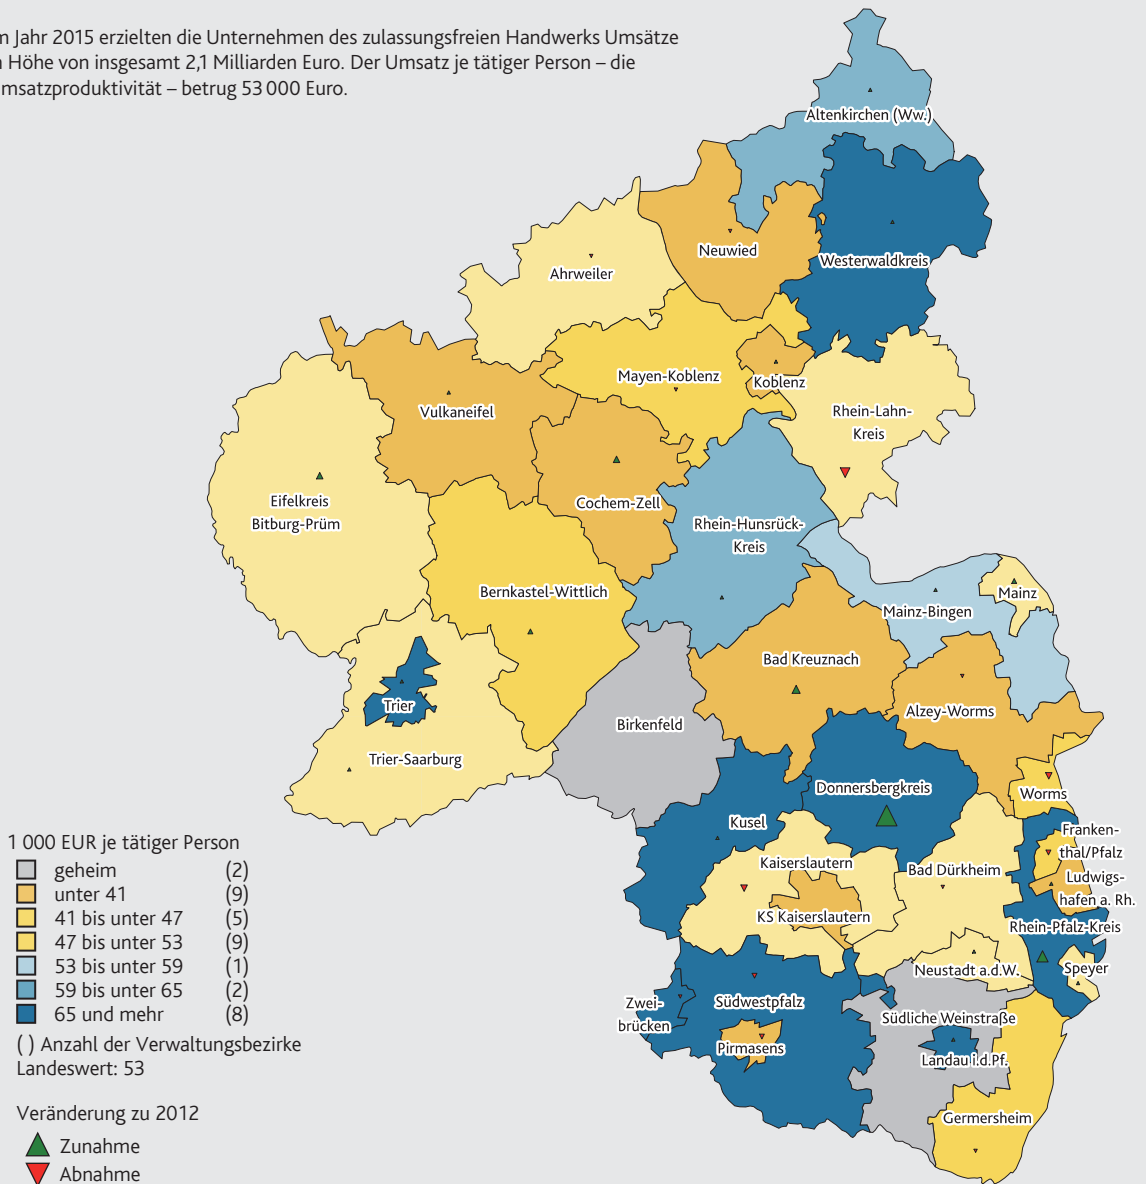 m Jahr 2015 erzielten die Unternehmen des zulassungsfreien Handwerks Umsätze
n Höhe von insgesamt 2,1 Milliarden Euro. Der Umsatz je tätiger Person – die
msatzproduktivität – betrug 53 000 Euro.
Altenkirchen (Ww.)
Neuwied
Westerwaldkreis
Ahrweiler
Mayen-Koblenz
Koblenz
Vulkaneifel
Rhein-Lahn-
Kreis
Eifelkreis
Bitburg-Prüm
Cochem-Zell
Rhein-Hunsrück-
Kreis
Bernkastel-Wittlich
Mainz-Bingen
Mainz
Bad Kreuznach
Trier
Birkenfeld
Alzey-Worms
Trier-Saarburg
Donnersbergkreis
Worms
Kusel
Franken-
thal/Pfalz
Kaiserslautern
Bad Dürkheim
Ludwigs-
hafen a. Rh.
KS Kaiserslautern
Rhein-Pfalz-Kreis
Neustadt a.d.W.
Speyer
Zwei-
brücken
Südwestpfalz
Südliche Weinstraße
Pirmasens
Landau i.d.Pf.
Germersheim
1 000 EUR je tätiger Person
geheim (2)
unter 41 (9)
41 bis unter 47 (5)
47 bis unter 53 (9)
53 bis unter 59 (1)
59 bis unter 65 (2)
65 und mehr (8)
( ) Anzahl der Verwaltungsbezirke
Landeswert: 53
Veränderung zu 2012
Zunahme
Abnahme